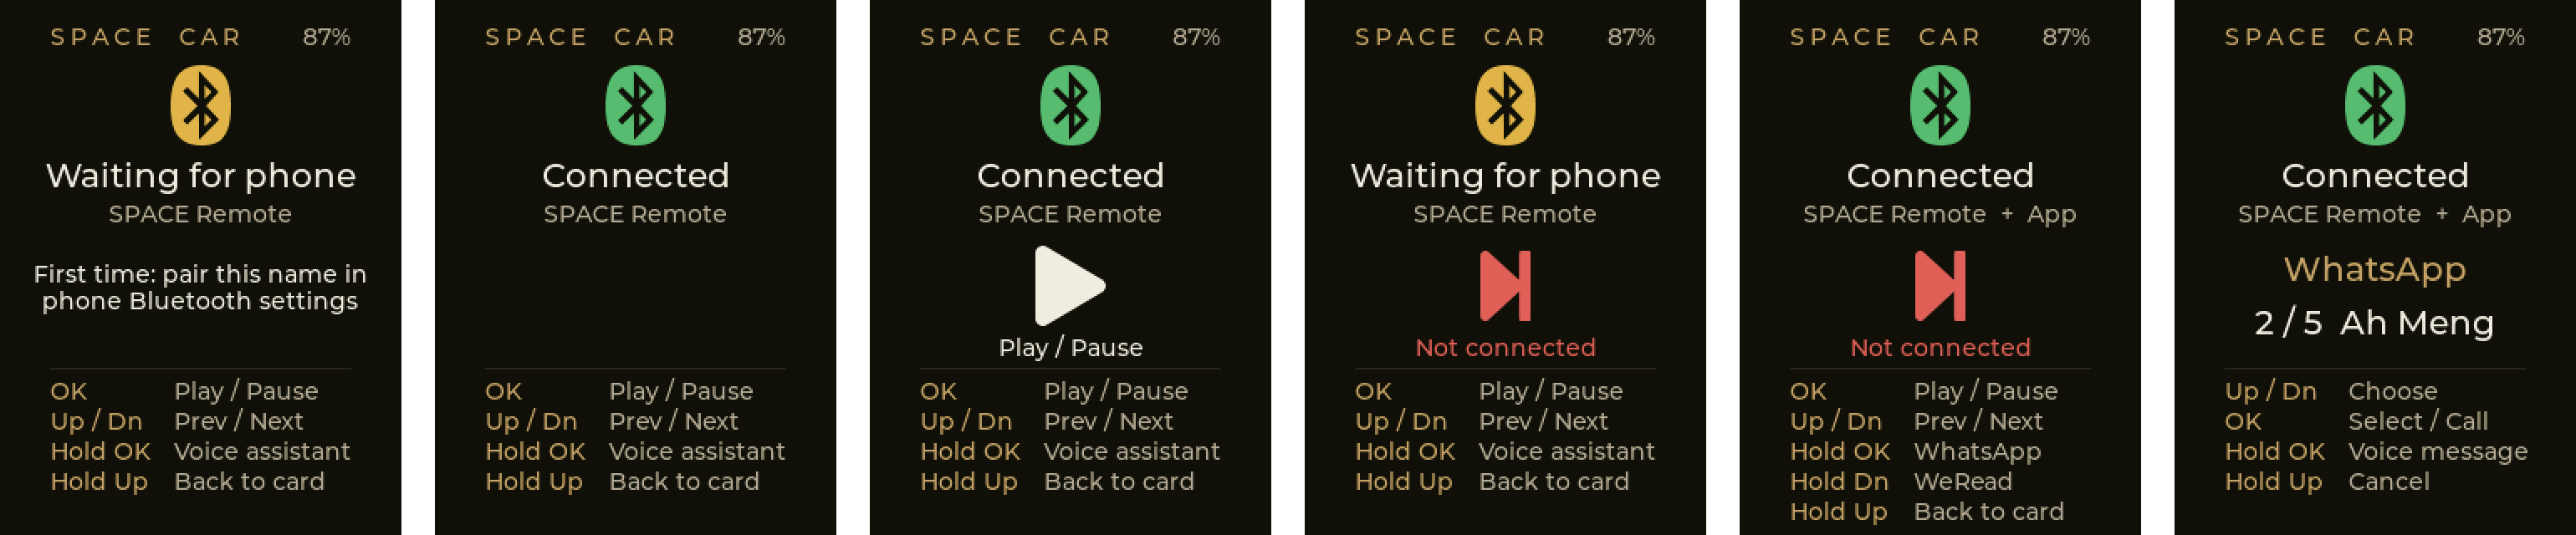 SPACE CAR 87%
Waiting for phone
SPACE Remote
First time: pair this name in
phone Bluetooth settings
OK Play / Pause
Up / Dn Prev / Next
Hold OK Voice assistant
Hold Up Back to card
SPACE CAR 87%
Connected
SPACE Remote
OK Play / Pause
Up / Dn Prev / Next
Hold OK Voice assistant
Hold Up Back to card
SPACE CAR 87%
Connected
SPACE Remote
Play / Pause
OK Play / Pause
Up / Dn Prev / Next
Hold OK Voice assistant
Hold Up Back to card
SPACE CAR 87%
Waiting for phone
SPACE Remote
Not connected
OK Play / Pause
Up / Dn Prev / Next
Hold OK Voice assistant
Hold Up Back to card
SPACE CAR 87%
Connected
SPACE Remote + App
Not connected
OK Play / Pause
Up / Dn Prev / Next
Hold OK WhatsApp
Hold Dn WeRead
Hold Up Back to card
SPACE CAR 87%
Connected
SPACE Remote + App
WhatsApp
2 / 5 Ah Meng
Up / Dn Choose
OK Select / Call
Hold OK Voice message
Hold Up Cancel